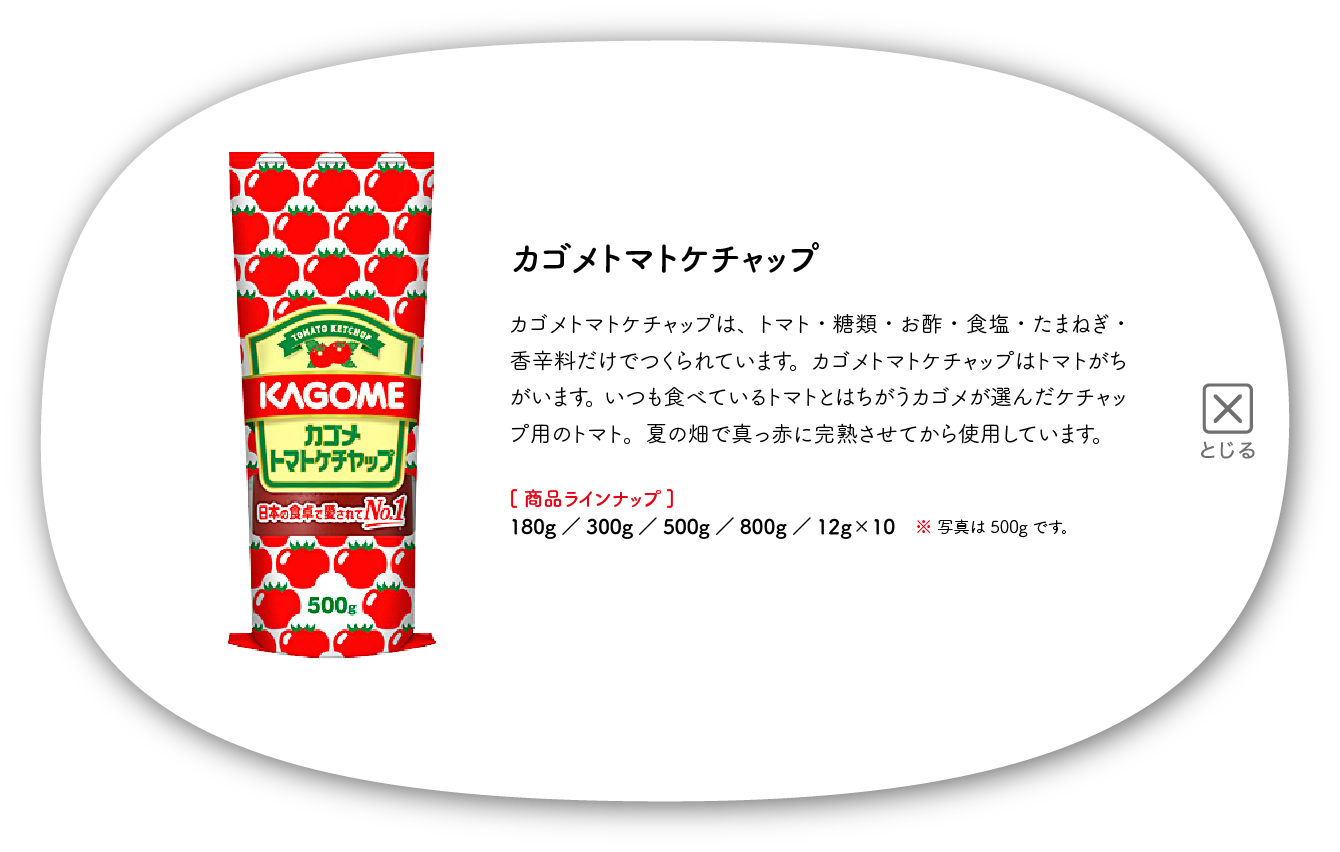 TOMATO KETCHUP
KAGOME
カゴメ
トマトケチャップ
日本の食卓で愛されてNo.1
500g
カゴメトマトケチャップ
カゴメトマトケチャップは、トマト・糖類・お酢・食塩・たまねぎ・
香辛料だけでつくられています。カゴメトマトケチャップはトマトがち
がいます。いつも食べているトマトとはちがうカゴメが選んだケチャッ
プ用のトマト。夏の畑で真っ赤に完熟させてから使用しています。
[ 商品ラインナップ ]
180g ／ 300g ／ 500g ／ 800g ／ 12g×10 ※ 写真は 500g です。
とじる